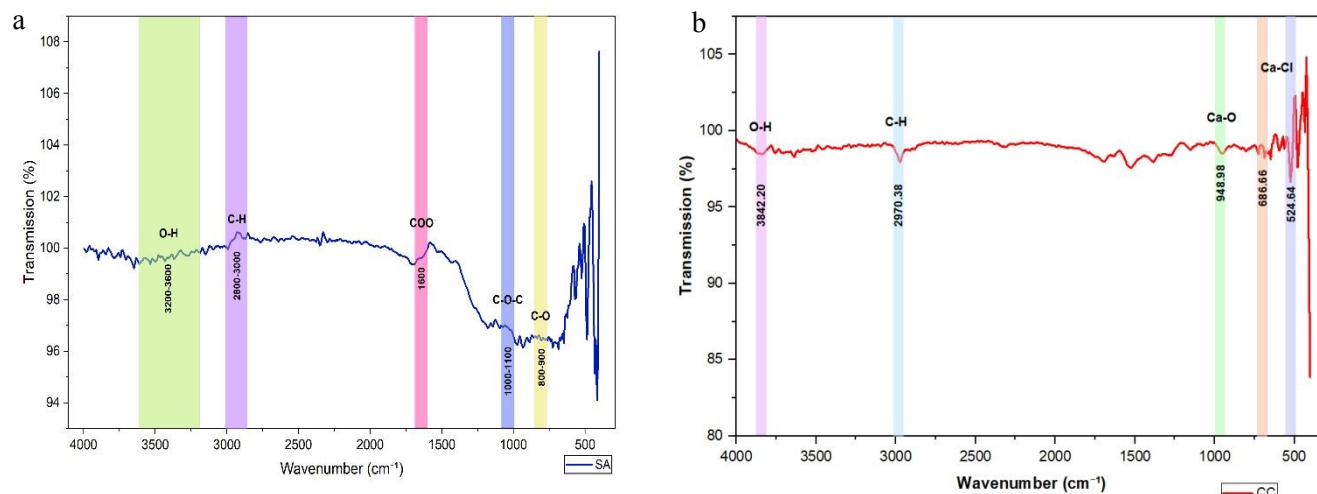 a
108
106
104
102
100
98
96
94
Transmission (%)
O-H
C-H
COO⁻
C-O-C
C-O
3200-3600
2800-3000
1600
1000-1100
800-900
4000 3500 3000 2500 2000 1500 1000 500
Wavenumber (cm⁻¹)
SA
b
105
100
95
90
85
80
Transmission (%)
O-H
C-H
Ca-O
Ca-Cl
3842.20
2970.38
948.98
686.66
524.64
4000 3500 3000 2500 2000 1500 1000 500
Wavenumber (cm⁻¹)